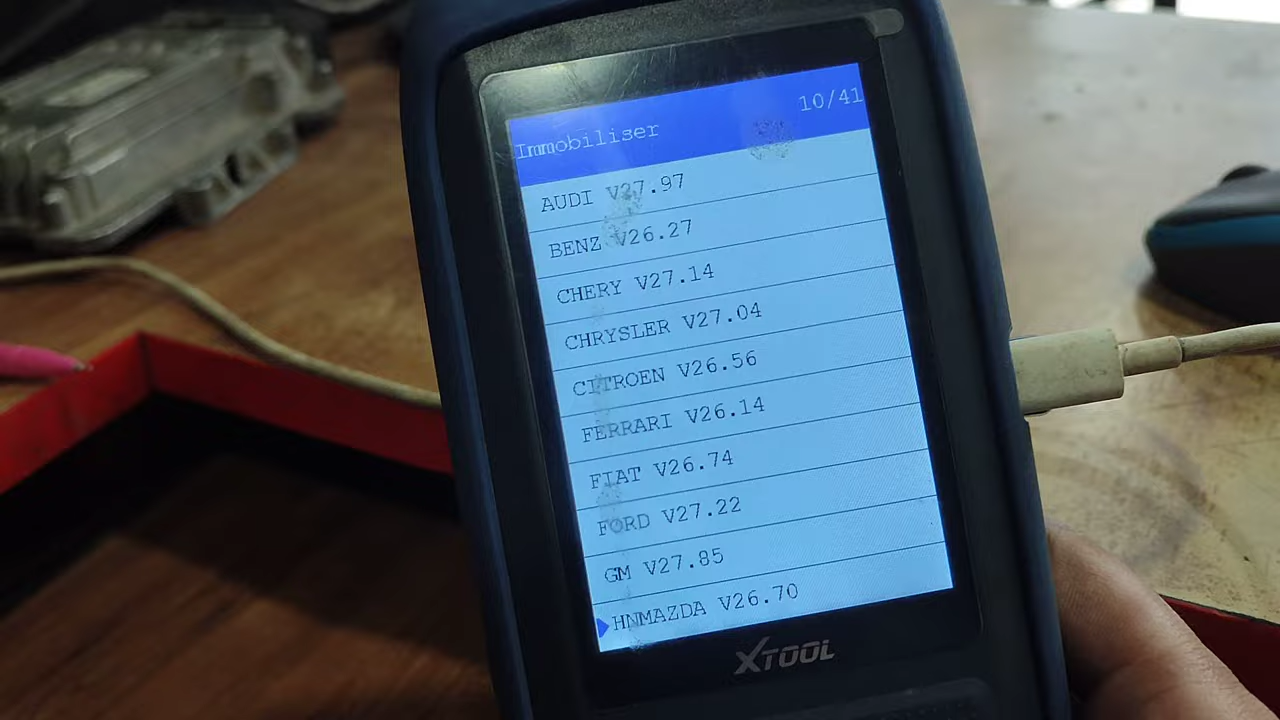 Immobiliser 10/41
AUDI V27.97
BENZ V26.27
CHERY V27.14
CHRYSLER V27.04
CITROEN V26.56
FERRARI V26.14
FIAT V26.74
FORD V27.22
GM V27.85
HNMAZDA V26.70
XTOOL